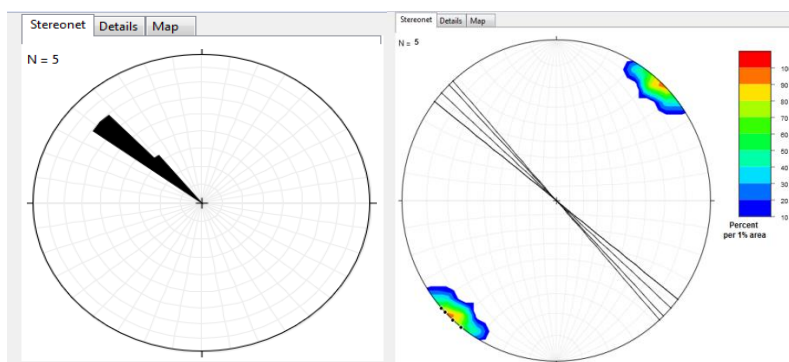 Stereonet Details Map
N = 5
Stereonet Details Map
N = 5
100
90
80
70
60
50
40
30
20
10
Percent
per 1% area